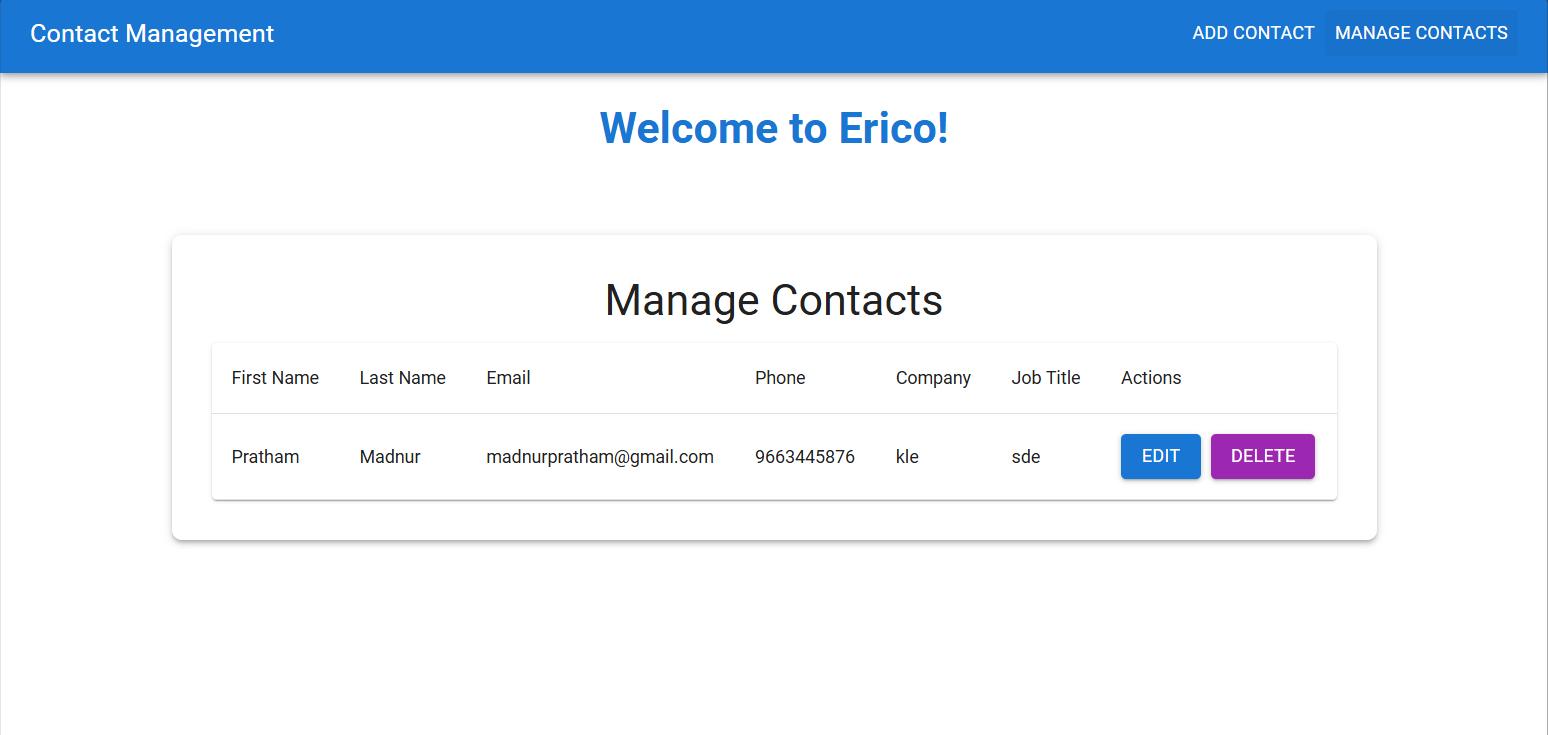 Contact Management ADD CONTACT MANAGE CONTACTS
Welcome to Erico!
Manage Contacts
First Name Last Name Email Phone Company Job Title Actions
Pratham Madnur madnurpratham@gmail.com 9663445876 kle sde EDIT DELETE